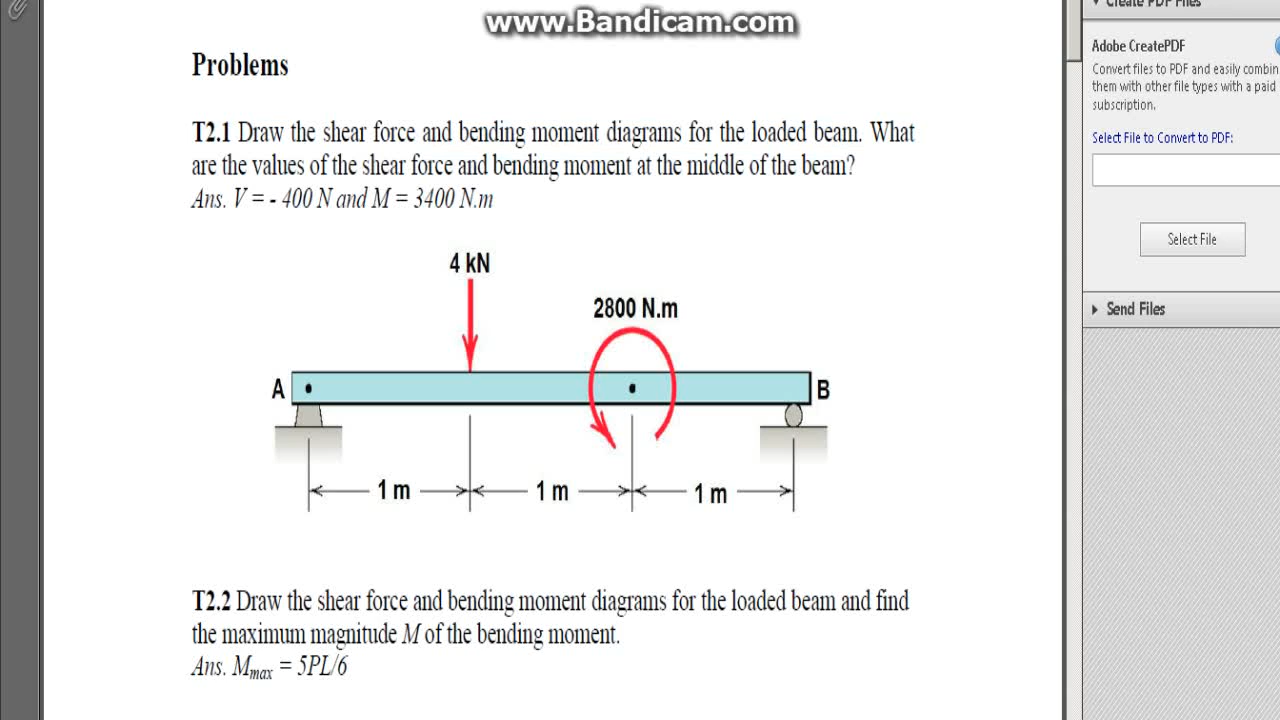 www.Bandicam.com
Create PDF Files
Problems
Adobe CreatePDF
Convert files to PDF and easily combin
them with other file types with a paid
subscription.
T2.1 Draw the shear force and bending moment diagrams for the loaded beam. What
are the values of the shear force and bending moment at the middle of the beam?
Ans. V = - 400 N and M = 3400 N.m
Select File to Convert to PDF:
Select File
4 kN
2800 N.m
Send Files
A
B
1 m
1 m
1 m
T2.2 Draw the shear force and bending moment diagrams for the loaded beam and find
the maximum magnitude M of the bending moment.
Ans. Mmax = 5PL/6